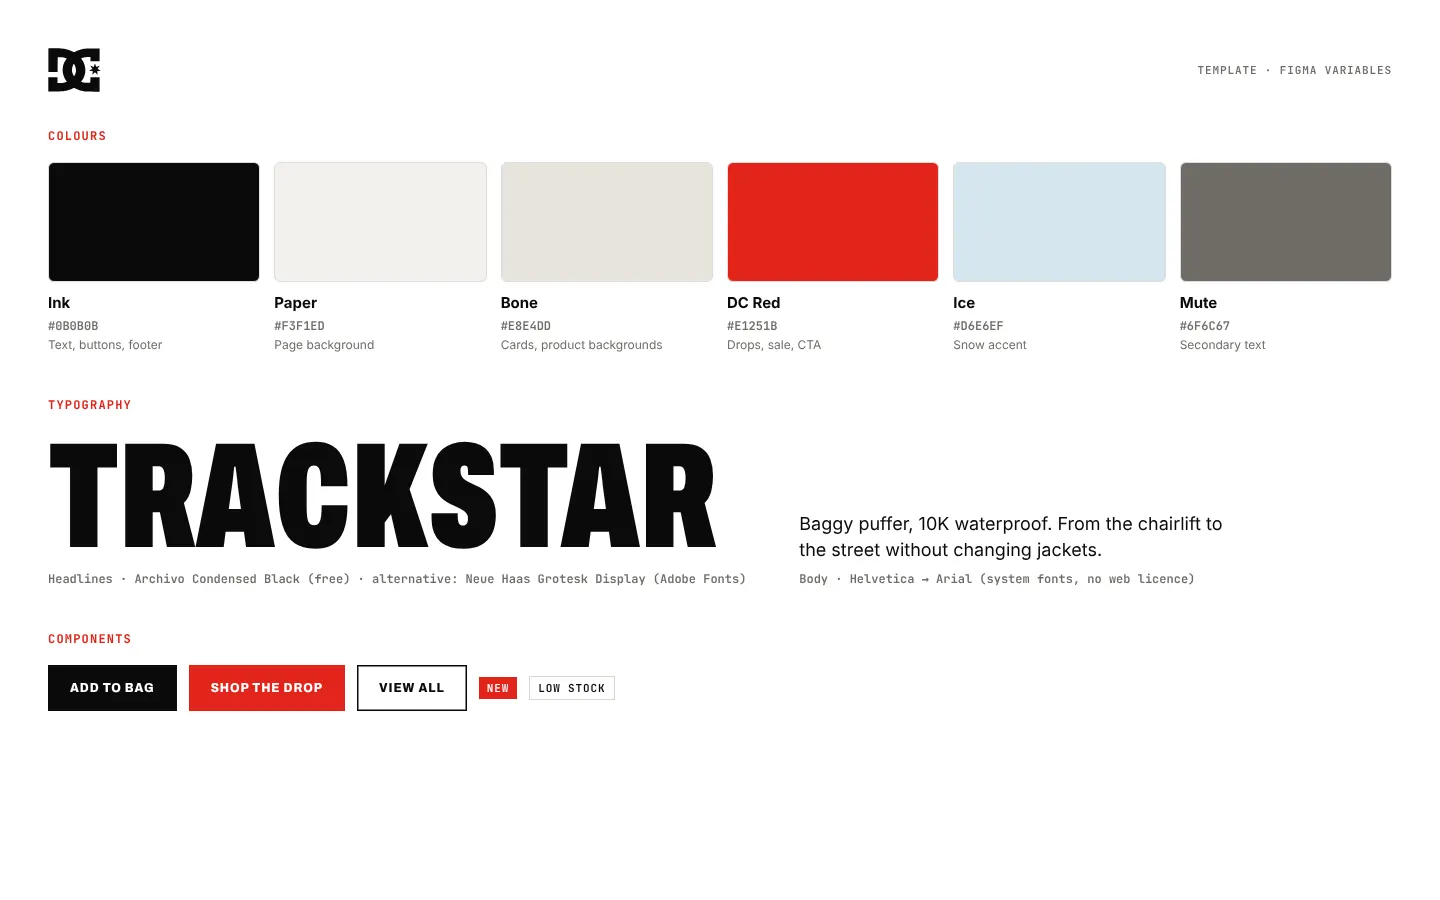 DC
TEMPLATE · FIGMA VARIABLES
COLOURS
Ink
#0B0B0B
Text, buttons, footer
Paper
#F3F1ED
Page background
Bone
#E8E4DD
Cards, product backgrounds
DC Red
#E1251B
Drops, sale, CTA
Ice
#D6E6EF
Snow accent
Mute
#6F6C67
Secondary text
TYPOGRAPHY
TRACKSTAR
Headlines · Archivo Condensed Black (free) · alternative: Neue Haas Grotesk Display (Adobe Fonts)
Baggy puffer, 10K waterproof. From the chairlift to
the street without changing jackets.
Body · Helvetica → Arial (system fonts, no web licence)
COMPONENTS
ADD TO BAG
SHOP THE DROP
VIEW ALL
NEW
LOW STOCK